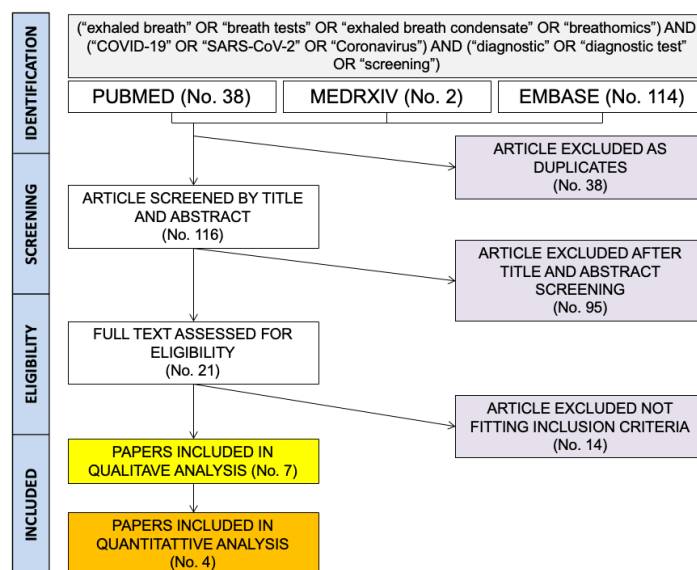 (“exhaled breath” OR “breath tests” OR “exhaled breath condensate” OR “breathomics”) AND
(“COVID-19” OR “SARS-CoV-2” OR “Coronavirus”) AND (“diagnostic” or “diagnostic test”
OR “screening”)
IDENTIFICATION
PUBMED (No. 38)
MEDRXIV (No. 2)
EMBASE (No. 114)
ARTICLE EXCLUDED AS
DUPLICATES
(No. 38)
SCREENING
ARTICLE SCREENED BY TITLE
AND ABSTRACT
(No. 116)
ARTICLE EXCLUDED AFTER
TITLE AND ABSTRACT
SCREENING
(No. 95)
ELIGIBILITY
FULL TEXT ASSESSED FOR
ELIGIBILITY
(No. 21)
ARTICLE EXCLUDED NOT
FITTING INCLUSION CRITERIA
(No. 14)
INCLUDED
PAPERS INCLUDED IN
QUALITAVE ANALYSIS (No. 7)
PAPERS INCLUDED IN
QUANTITATTIVE ANALYSIS
(No. 4)